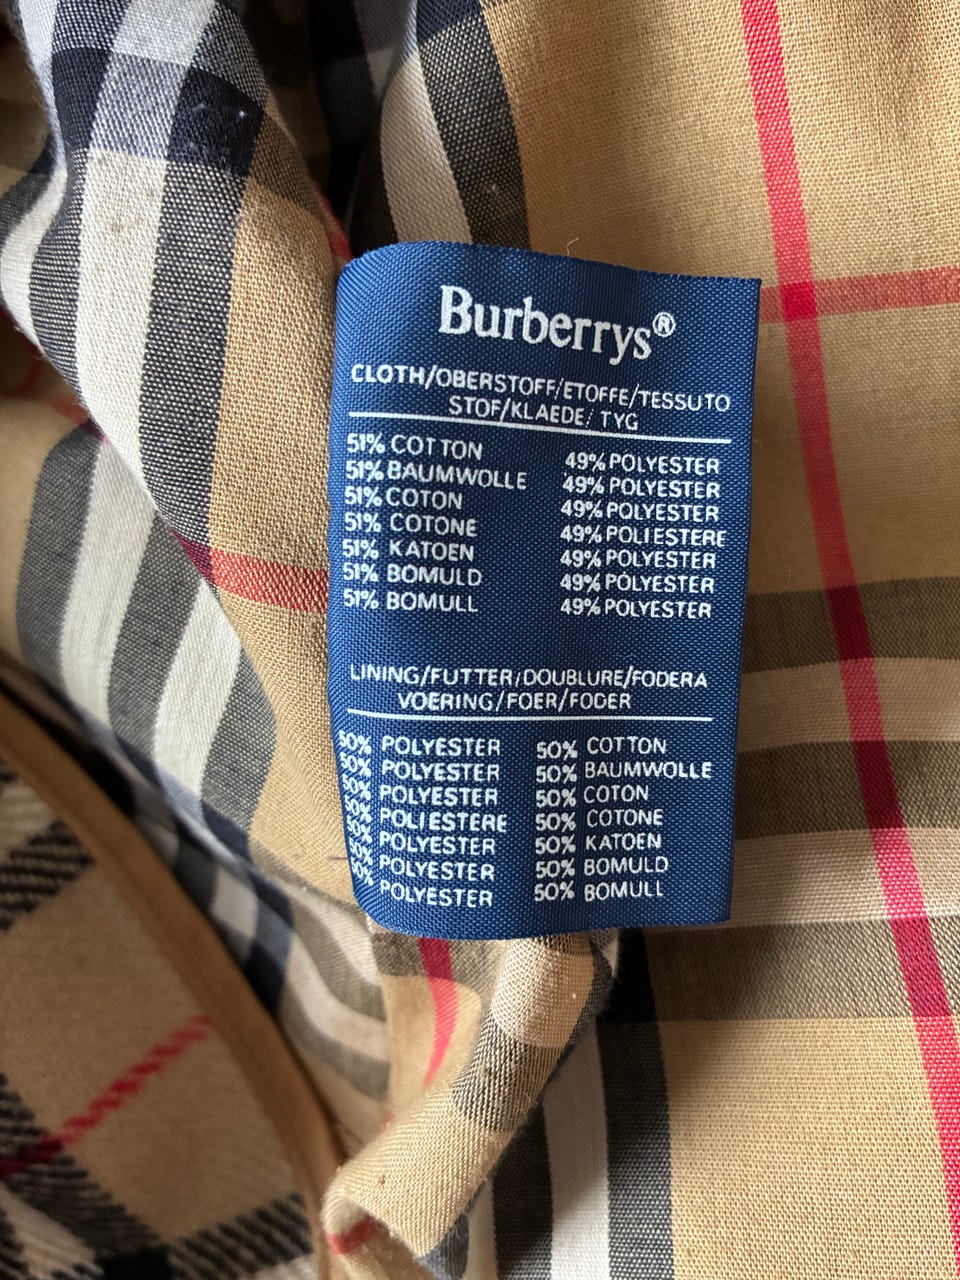 Burberrys®
CLOTH/OBERSTOFF/ETOFFE/TESSUTO
STOF/KLAEDE/ TYG
51% COTTON 49% POLYESTER
51% BAUMWOLLE 49% POLYESTER
51% COTON 49% POLYESTER
51% COTONE 49% POLIESTERE
51% KATOEN 49% POLYESTER
51% BOMULD 49% POLYESTER
51% BOMULL 49% POLYESTER
LINING/FUTTER/DOUBLURE/FODERA
VOERING/FOER/FODER
50% POLYESTER 50% COTTON
50% POLYESTER 50% BAUMWOLLE
50% POLYESTER 50% COTON
50% POLIESTERE 50% COTONE
50% POLYESTER 50% KATOEN
50% POLYESTER 50% BOMULD
50% POLYESTER 50% BOMULL